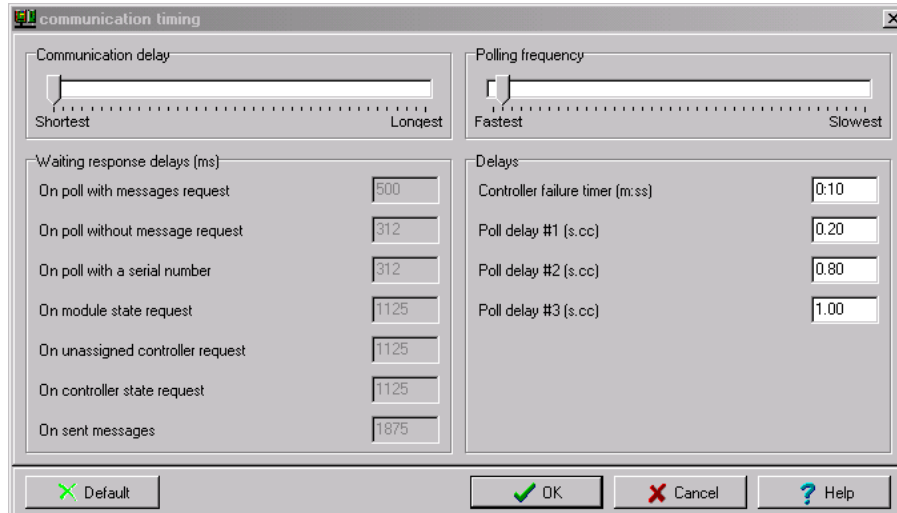 communication timing
Communication delay
Shortest
Longest
Polling frequency
Fastest
Slowest
Waiting response delays (ms)
On poll with messages request 500
On poll without message request 312
On poll with a serial number 312
On module state request 1125
On unassigned controller request 1125
On controller state request 1125
On sent messages 1875
Delays
Controller failure timer (m:ss) 0:10
Poll delay #1 (s.cc) 0.20
Poll delay #2 (s.cc) 0.80
Poll delay #3 (s.cc) 1.00
Default
OK
Cancel
Help